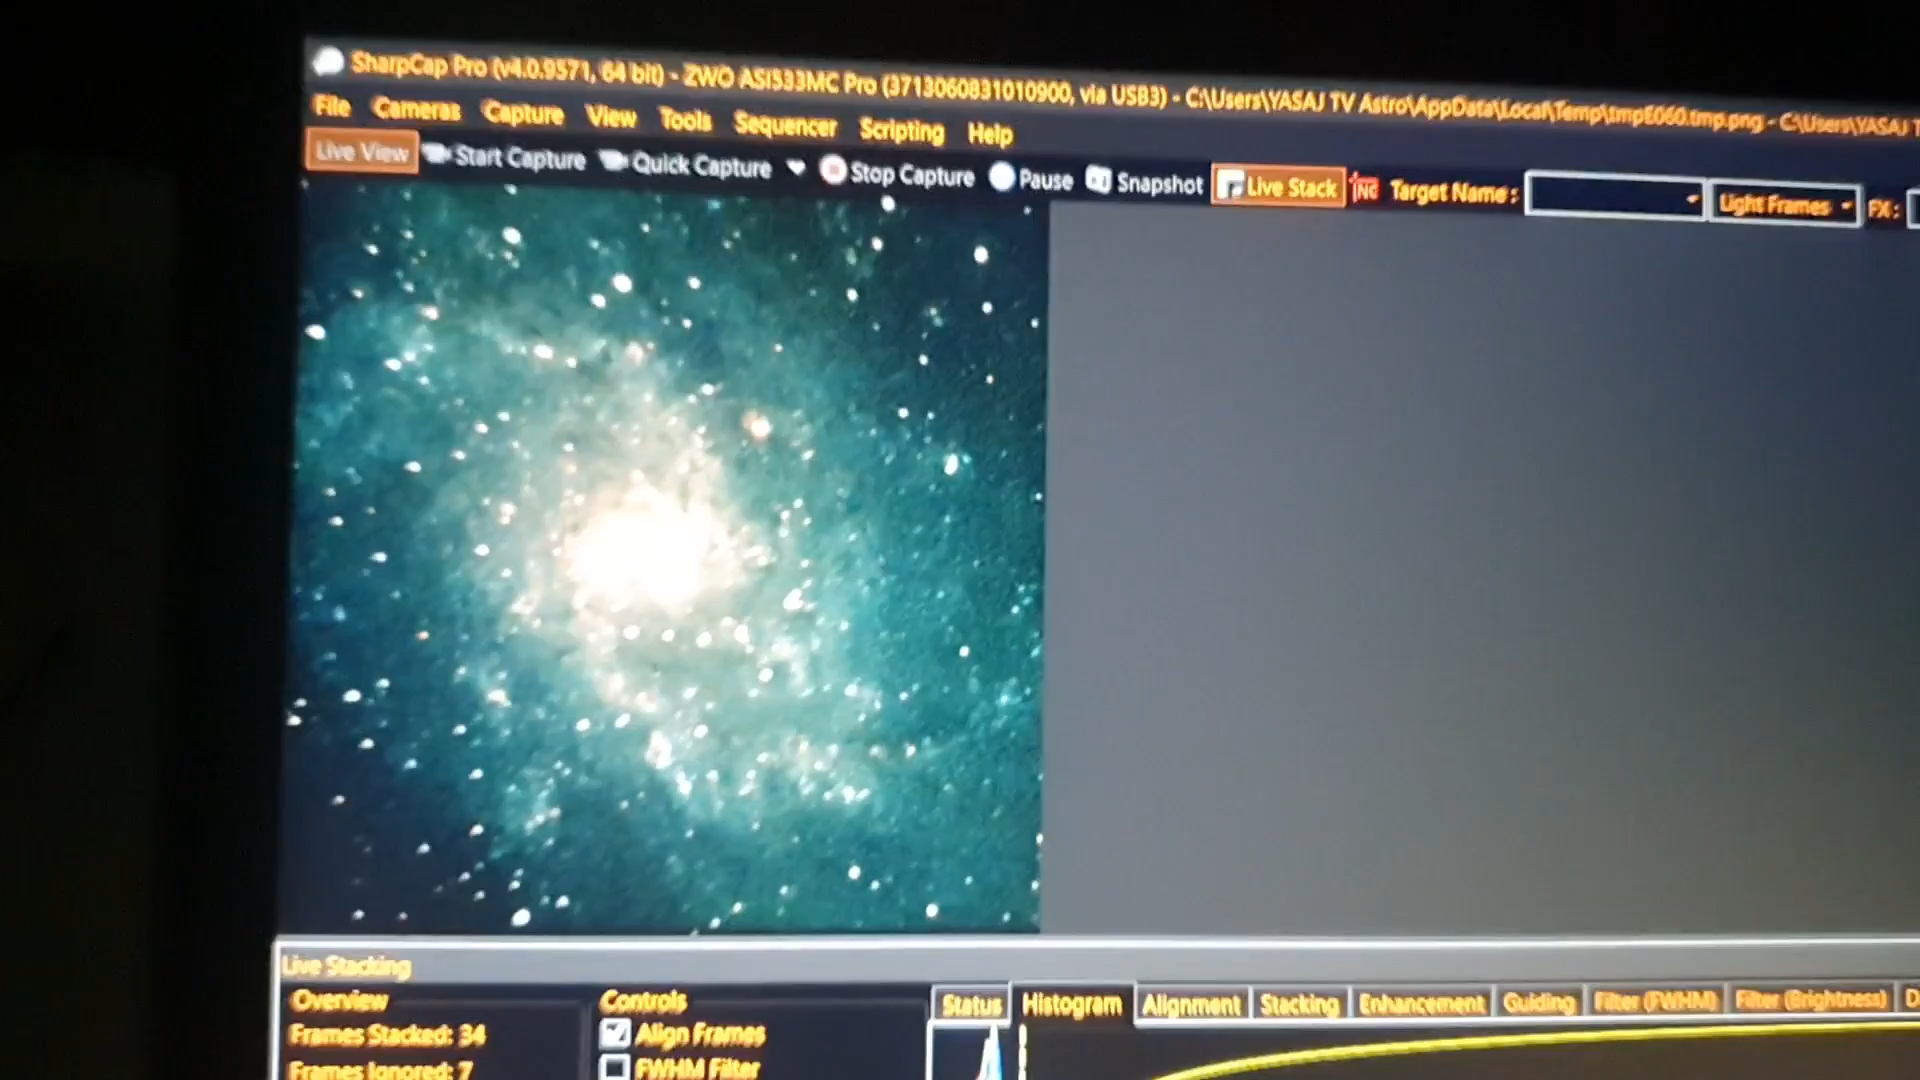 SharpCap Pro (v4.0.9571, 64 bit) - ZWO ASI533MC Pro (3713060831010900, via USB3) - C:\Users\YASAJ TV Astro\AppData\Local\Temp\tmpE060.tmp.png - C:\Users\YASAJ T
File Cameras Capture View Tools Sequencer Scripting Help
Live View Start Capture Quick Capture Stop Capture Pause Snapshot Live Stack Target Name : Light Frames FX :
Live Stacking
Overview Controls Status Histogram Alignment Stacking Enhancement Guiding Filter (FWHM) Filter (Brightness) D
Frames Stacked: 34 Align Frames
Frames Ignored: 7 FWHM Filter